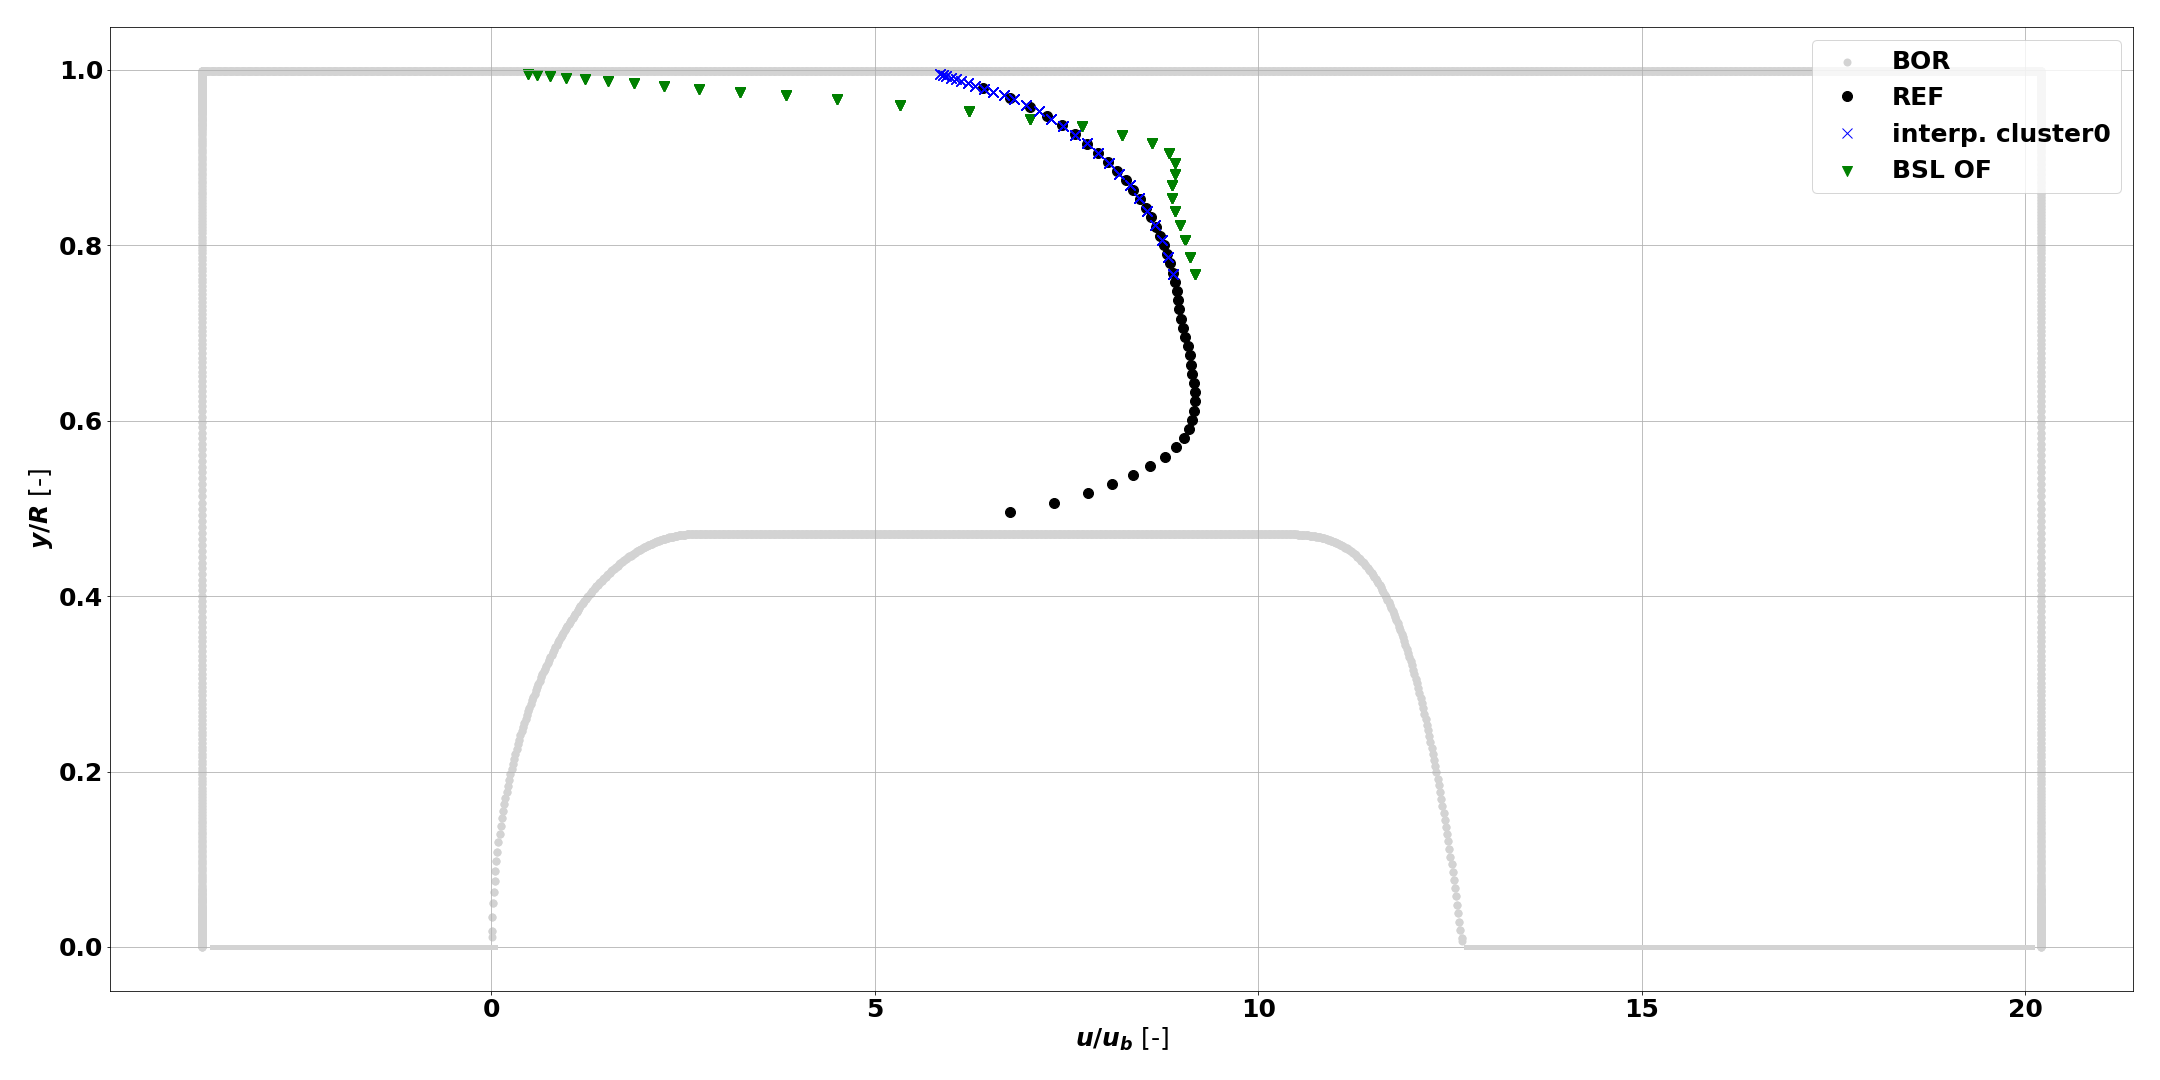 BOR
REF
interp. cluster0
BSL OF
1.0
0.8
0.6
0.4
0.2
0.0
y/R [-]
0 5 10 15 20
u/u_b [-]